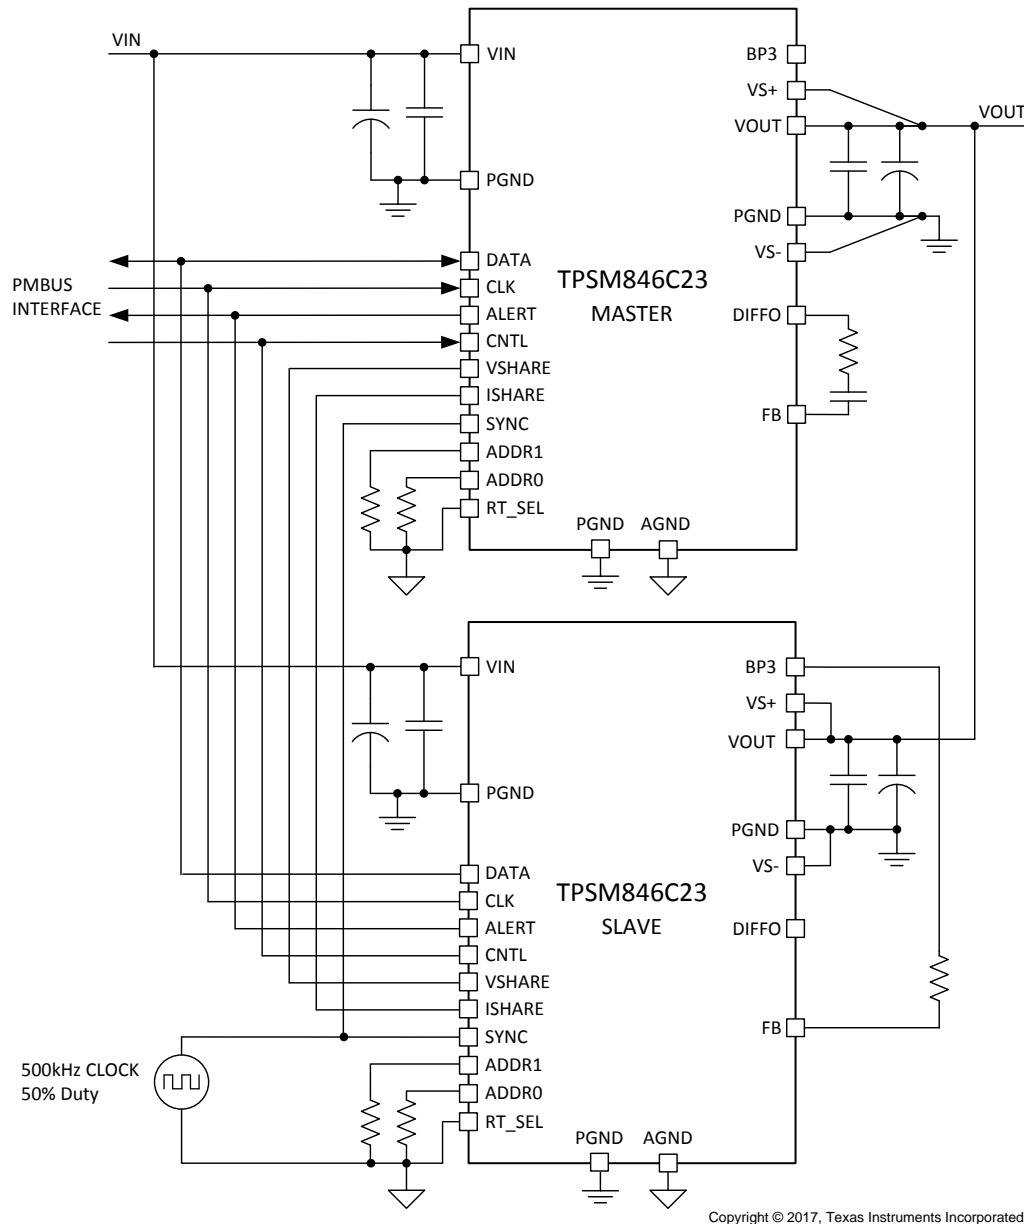 VIN
VIN
BP3
VS+
VOUT
VOUT
PGND
PGND
VS-
PMBUS
INTERFACE
DATA
CLK
ALERT
CNTL
VSHARE
ISHARE
SYNC
ADDR1
ADDR0
RT_SEL
TPSM846C23
MASTER
DIFFO
FB
PGND
AGND
VIN
BP3
VS+
VOUT
PGND
PGND
VS-
DATA
CLK
ALERT
CNTL
VSHARE
ISHARE
SYNC
ADDR1
ADDR0
RT_SEL
TPSM846C23
SLAVE
DIFFO
FB
500kHz CLOCK
50% Duty
PGND
AGND
Copyright © 2017, Texas Instruments Incorporated